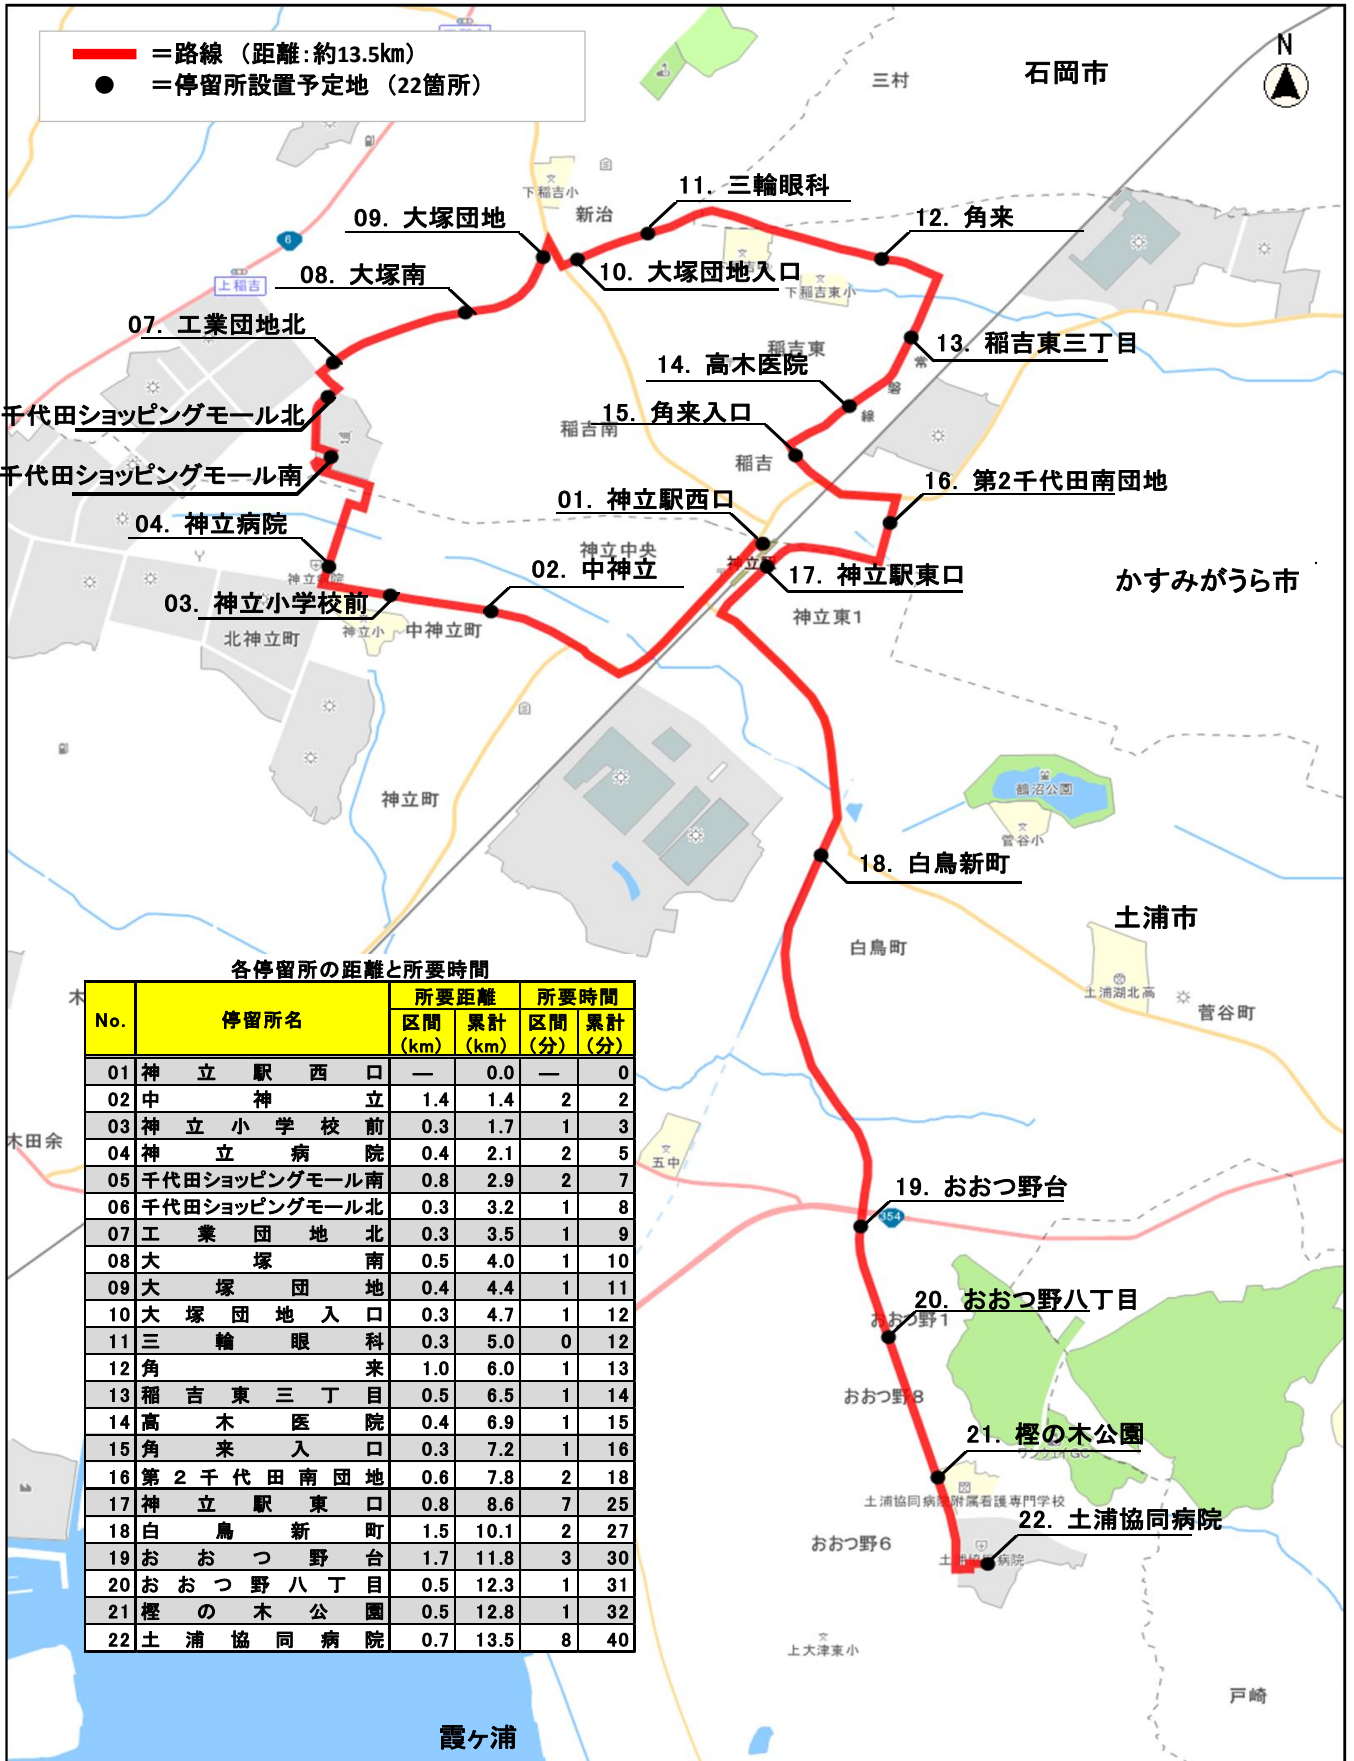 ＝路線 （距離：約13.5km）
＝停留所設置予定地 （22箇所）
N
石岡市
三村
下稲吉小
新治
6
上稲吉
11. 三輪眼科
09. 大塚団地
12. 角来
10. 大塚団地入口
08. 大塚南
下稲吉東小
07. 工業団地北
稲吉東
13. 稲吉東三丁目
14. 高木医院
常
磐
線
千代田ショッピングモール北
15. 角来入口
稲吉南
稲吉
千代田ショッピングモール南
16. 第2千代田南団地
01. 神立駅西口
04. 神立病院
神立中央
02. 中神立
17. 神立駅東口
かすみがうら市
03. 神立小学校前
神立東1
北神立町
神立小
中神立町
神立町
鶴沼公園
菅谷小
18. 白鳥新町
土浦市
白鳥町
土浦湖北高
菅谷町
木
木田余
五中
19. おおつ野台
354
20. おおつ野八丁目
おおつ野1
おおつ野8
21. 樫の木公園
土浦協同病院附属看護専門学校
22. 土浦協同病院
おおつ野6
上大津東小
戸崎
霞ヶ浦
各停留所の距離と所要時間
No. 停留所名 所要距離 所要時間
区間 累計 区間 累計
(km) (km) (分) (分)
01 神立駅西口 ― 0.0 ― 0
02 中神立 1.4 1.4 2 2
03 神立小学校前 0.3 1.7 1 3
04 神立病院 0.4 2.1 2 5
05 千代田ショッピングモール南 0.8 2.9 2 7
06 千代田ショッピングモール北 0.3 3.2 1 8
07 工業団地北 0.3 3.5 1 9
08 大塚南 0.5 4.0 1 10
09 大塚団地 0.4 4.4 1 11
10 大塚団地入口 0.3 4.7 1 12
11 三輪眼科 0.3 5.0 0 12
12 角来 1.0 6.0 1 13
13 稲吉東三丁目 0.5 6.5 1 14
14 高木医院 0.4 6.9 1 15
15 角来入口 0.3 7.2 1 16
16 第２千代田南団地 0.6 7.8 2 18
17 神立駅東口 0.8 8.6 7 25
18 白鳥新町 1.5 10.1 2 27
19 おおつ野台 1.7 11.8 3 30
20 おおつ野八丁目 0.5 12.3 1 31
21 樫の木公園 0.5 12.8 1 32
22 土浦協同病院 0.7 13.5 8 40